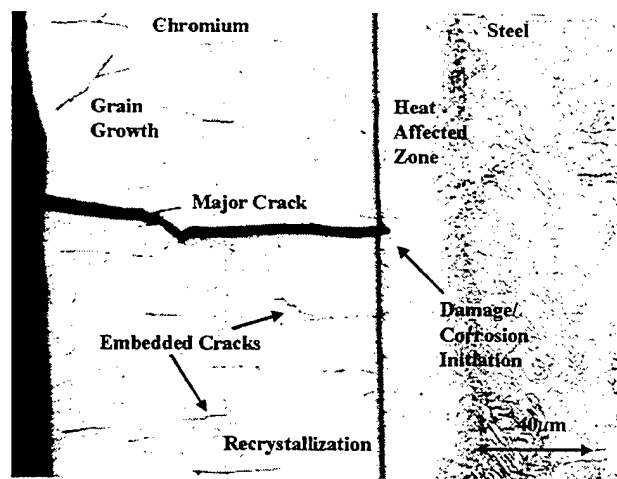 Chromium
Steel
Grain
Growth
Heat
Affected
Zone
Major Crack
Damage/
Corrosion
Initiation
Embedded Cracks
40μm
Recrystallization